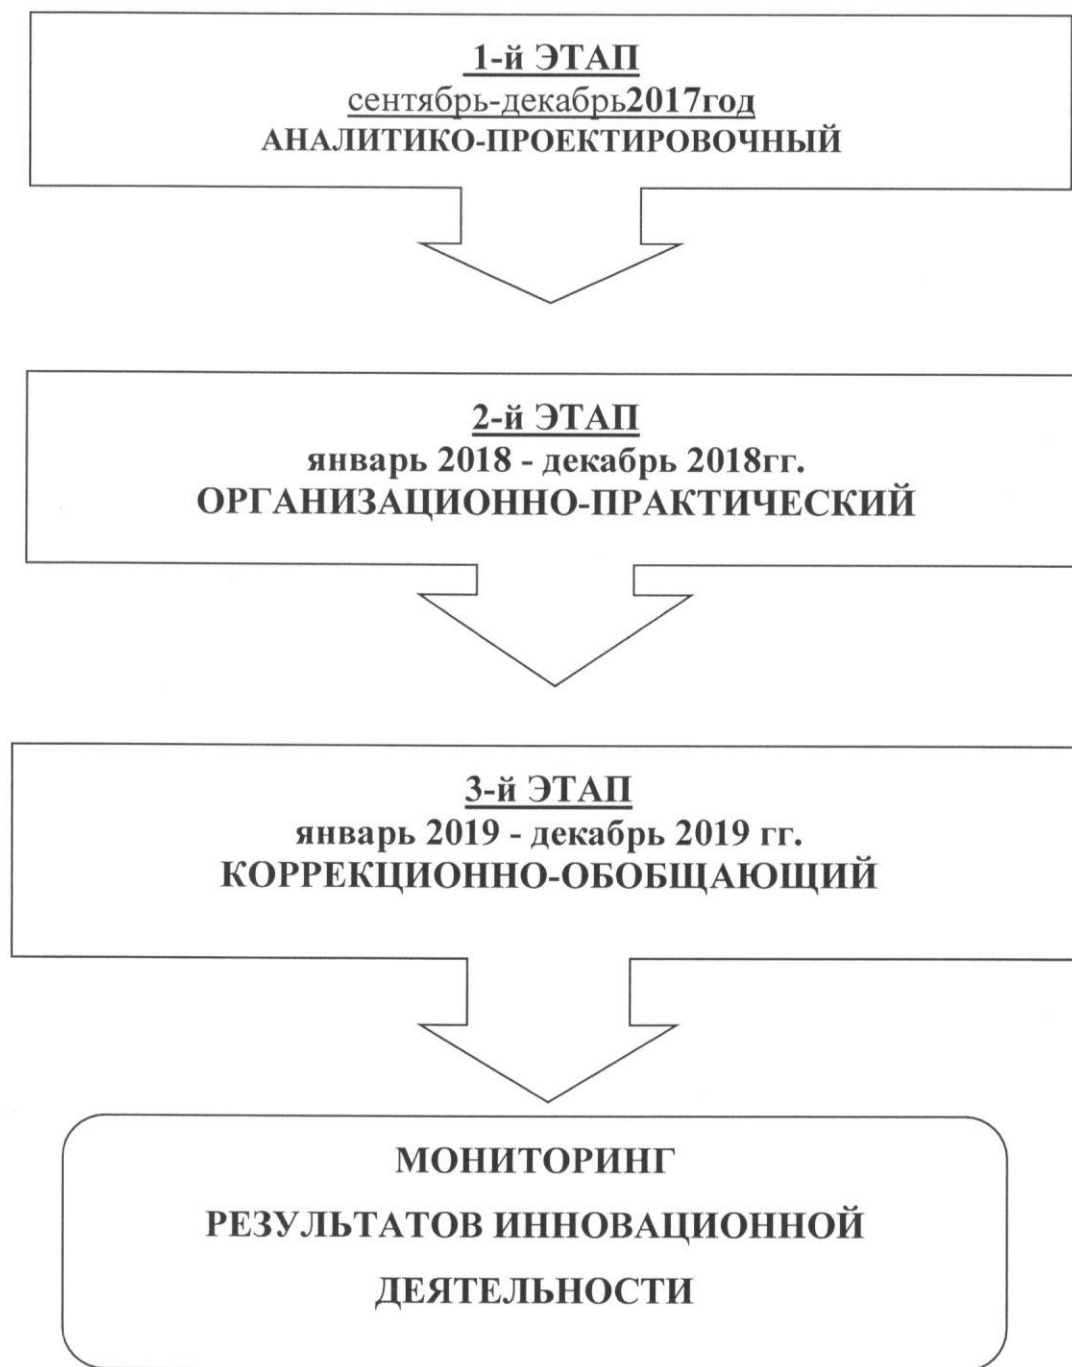 1-й ЭТАП
сентябрь-декабрь2017год
АНАЛИТИКО-ПРОЕКТИРОВОЧНЫЙ
2-й ЭТАП
январь 2018 - декабрь 2018гг.
ОРГАНИЗАЦИОННО-ПРАКТИЧЕСКИЙ
3-й ЭТАП
январь 2019 - декабрь 2019 гг.
КОРРЕКЦИОННО-ОБОБЩАЮЩИЙ
МОНИТОРИНГ
РЕЗУЛЬТАТОВ ИННОВАЦИОННОЙ
ДЕЯТЕЛЬНОСТИ